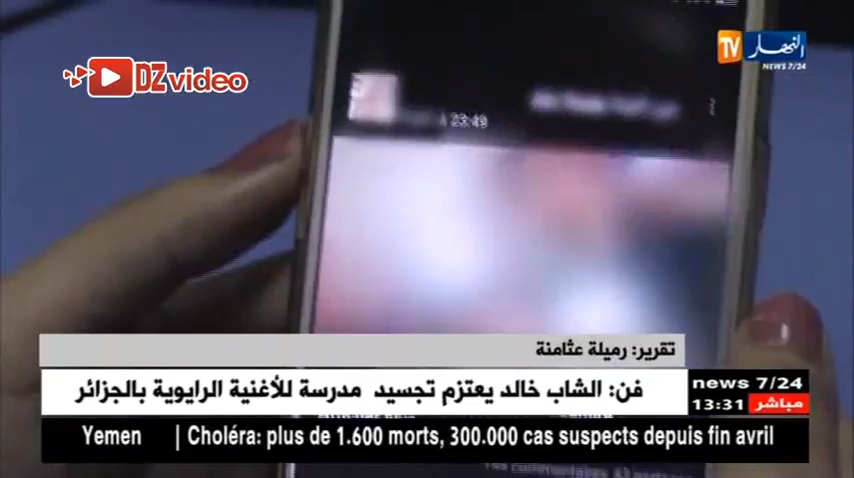 DZvideo
TV النهار
NEWS 7/24
23:49
تقرير: رميلة عثامنة
فن: الشاب خالد يعتزم تجسيد مدرسة للأغنية الرايوية بالجزائر
news 7/24
13:31 مباشر
Yemen | Choléra: plus de 1.600 morts, 300.000 cas suspects depuis fin avril